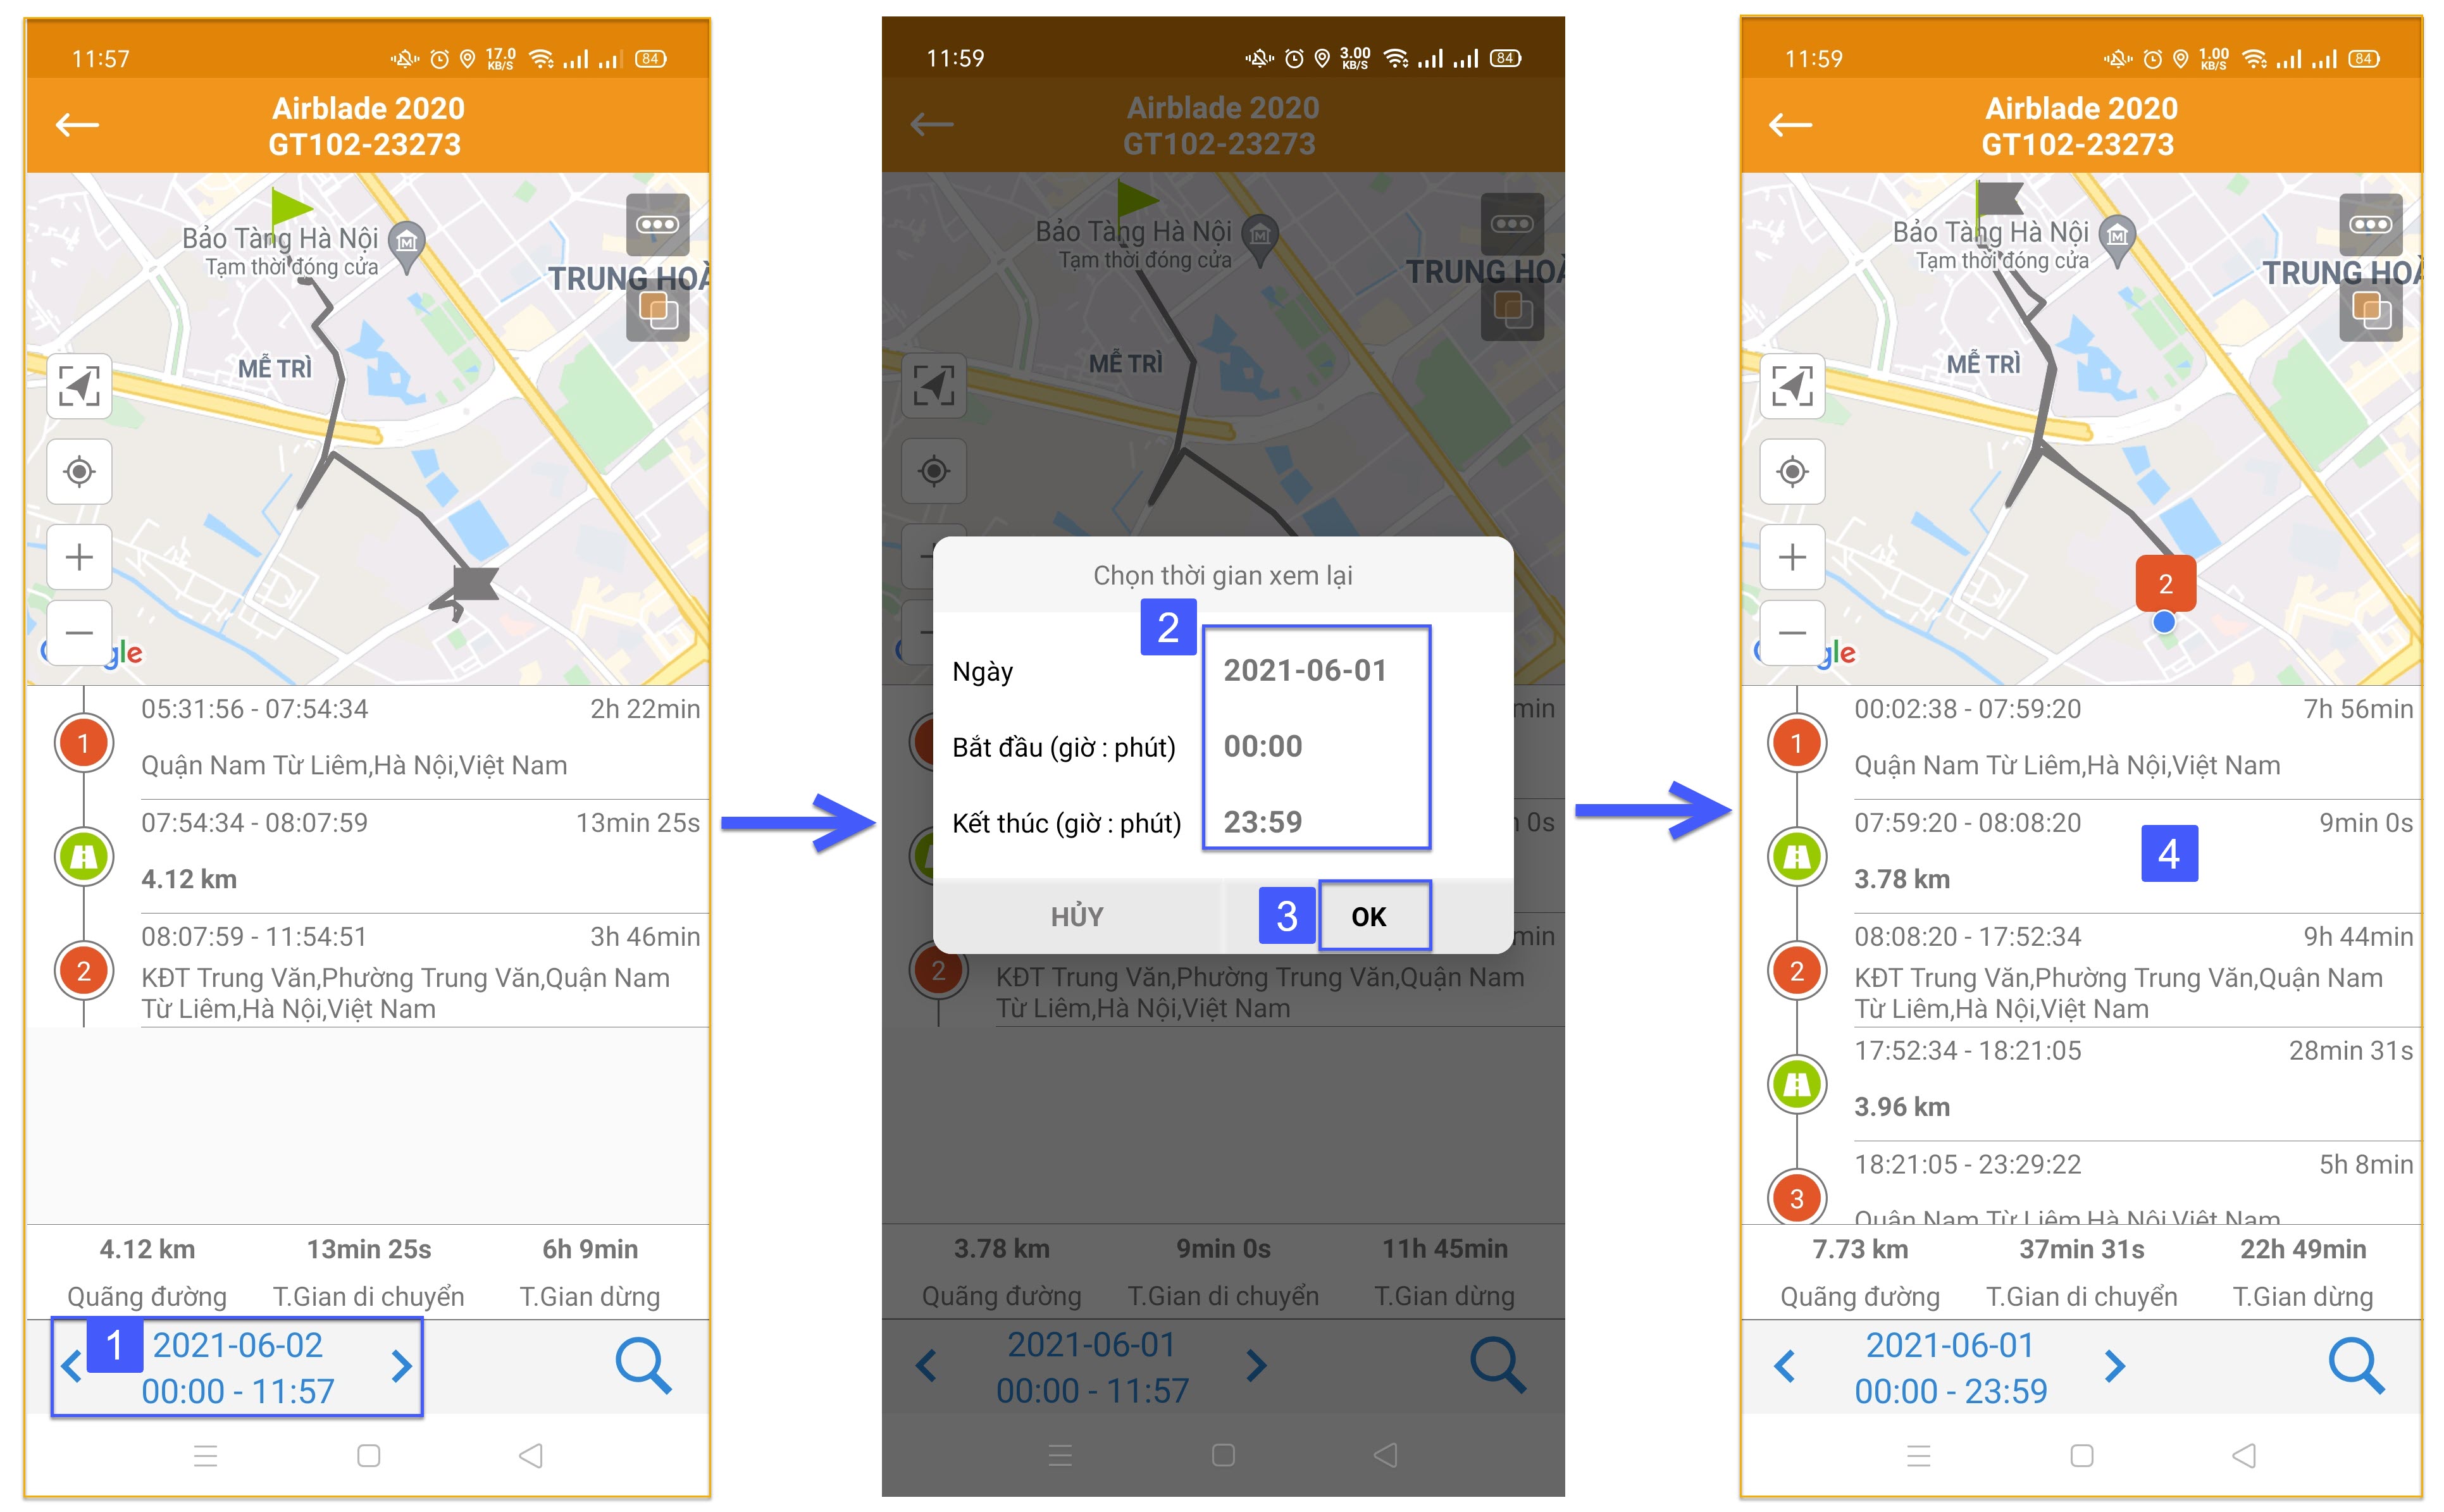 11:57
17.0
KB/S
84
Airblade 2020
GT102-23273
Bảo Tàng Hà Nội
Tạm thời đóng cửa
TRUNG HOÀ
MỄ TRÌ
05:31:56 - 07:54:34 2h 22min
1
Quận Nam Từ Liêm,Hà Nội,Việt Nam
07:54:34 - 08:07:59 13min 25s
4.12 km
08:07:59 - 11:54:51 3h 46min
2
KĐT Trung Văn,Phường Trung Văn,Quận Nam
Từ Liêm,Hà Nội,Việt Nam
4.12 km 13min 25s 6h 9min
Quãng đường T.Gian di chuyển T.Gian dừng
1
2021-06-02
00:00 - 11:57
11:59
3.00
KB/S
84
Airblade 2020
GT102-23273
Bảo Tàng Hà Nội
Tạm thời đóng cửa
TRUNG HOÀ
MỄ TRÌ
Chọn thời gian xem lại
2
Ngày 2021-06-01
Bắt đầu (giờ : phút) 00:00
Kết thúc (giờ : phút) 23:59
HỦY 3 OK
2
KĐT Trung Văn,Phường Trung Văn,Quận Nam
Từ Liêm,Hà Nội,Việt Nam
3.78 km 9min 0s 11h 45min
Quãng đường T.Gian di chuyển T.Gian dừng
2021-06-01
00:00 - 11:57
11:59
1.00
KB/S
84
Airblade 2020
GT102-23273
Bảo Tàng Hà Nội
Tạm thời đóng cửa
TRUNG HOÀ
MỄ TRÌ
2
00:02:38 - 07:59:20 7h 56min
1
Quận Nam Từ Liêm,Hà Nội,Việt Nam
07:59:20 - 08:08:20 9min 0s
4
3.78 km
08:08:20 - 17:52:34 9h 44min
2
KĐT Trung Văn,Phường Trung Văn,Quận Nam
Từ Liêm,Hà Nội,Việt Nam
17:52:34 - 18:21:05 28min 31s
3.96 km
18:21:05 - 23:29:22 5h 8min
3
Quận Nam Từ Liêm,Hà Nội,Việt Nam
7.73 km 37min 31s 22h 49min
Quãng đường T.Gian di chuyển T.Gian dừng
2021-06-01
00:00 - 23:59